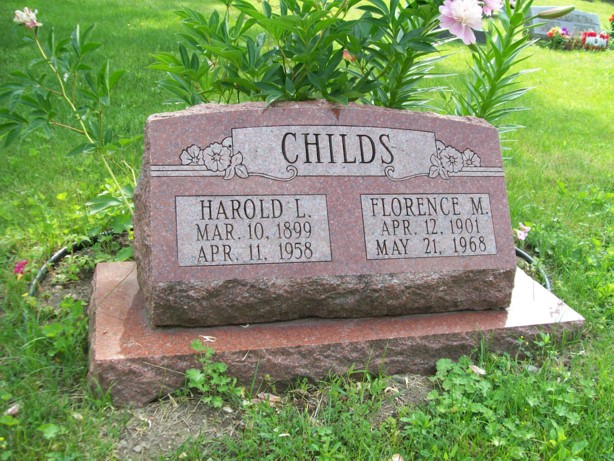 CHILDS
HAROLD L.
MAR. 10, 1899
APR. 11, 1958
FLORENCE M.
APR. 12, 1901
MAY 21, 1968